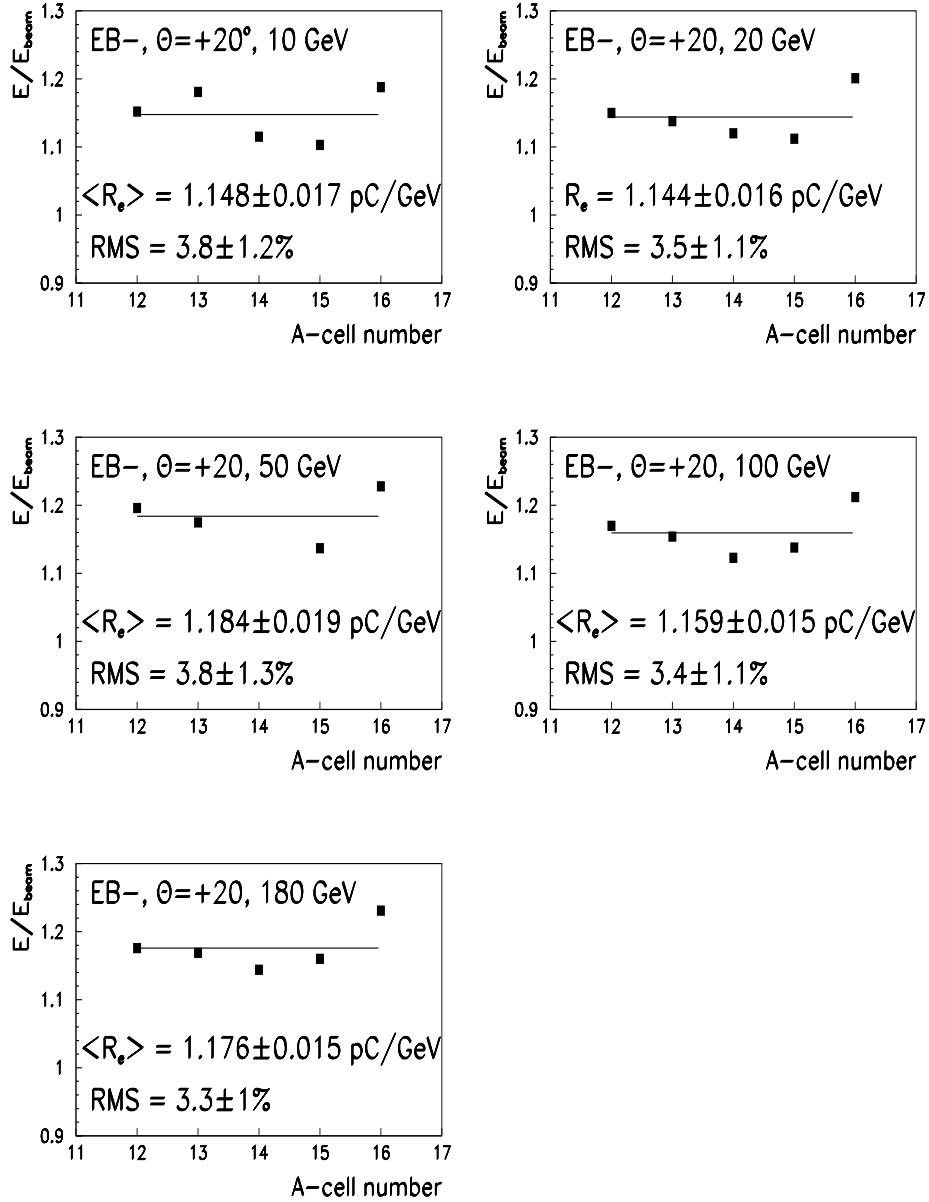 E/Ebeam
1.3
1.2
1.1
1
0.9
EB−, Θ=+20°, 10 GeV
<Re> = 1.148±0.017 pC/GeV
RMS = 3.8±1.2%
11 12 13 14 15 16 17
A−cell number
E/Ebeam
1.3
1.2
1.1
1
0.9
EB−, Θ=+20, 20 GeV
Re = 1.144±0.016 pC/GeV
RMS = 3.5±1.1%
11 12 13 14 15 16 17
A−cell number
E/Ebeam
1.3
1.2
1.1
1
0.9
EB−, Θ=+20, 50 GeV
<Re> = 1.184±0.019 pC/GeV
RMS = 3.8±1.3%
11 12 13 14 15 16 17
A−cell number
E/Ebeam
1.3
1.2
1.1
1
0.9
EB−, Θ=+20, 100 GeV
<Re> = 1.159±0.015 pC/GeV
RMS = 3.4±1.1%
11 12 13 14 15 16 17
A−cell number
E/Ebeam
1.3
1.2
1.1
1
0.9
EB−, Θ=+20, 180 GeV
<Re> = 1.176±0.015 pC/GeV
RMS = 3.3±1%
11 12 13 14 15 16 17
A−cell number